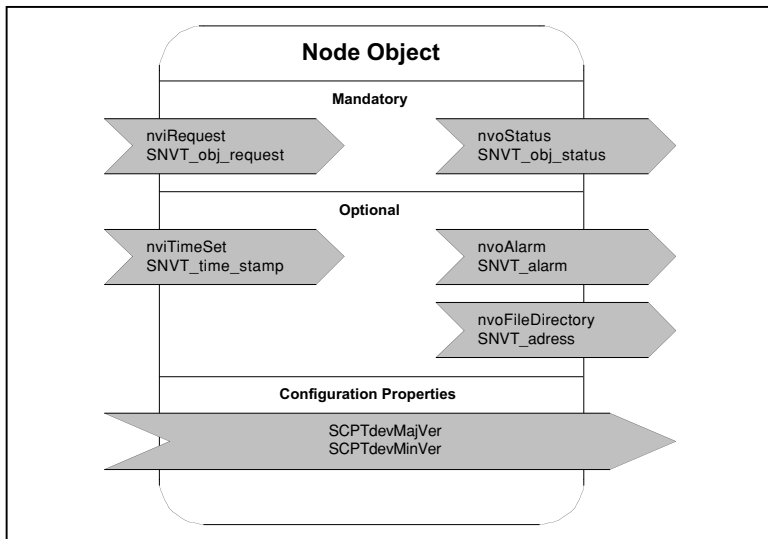 Node Object
Mandatory
nviRequest
SNVT_obj_request
nvoStatus
SNVT_obj_status
Optional
nviTimeSet
SNVT_time_stamp
nvoAlarm
SNVT_alarm
nvoFileDirectory
SNVT_adress
Configuration Properties
SCPTdevMajVer
SCPTdevMinVer